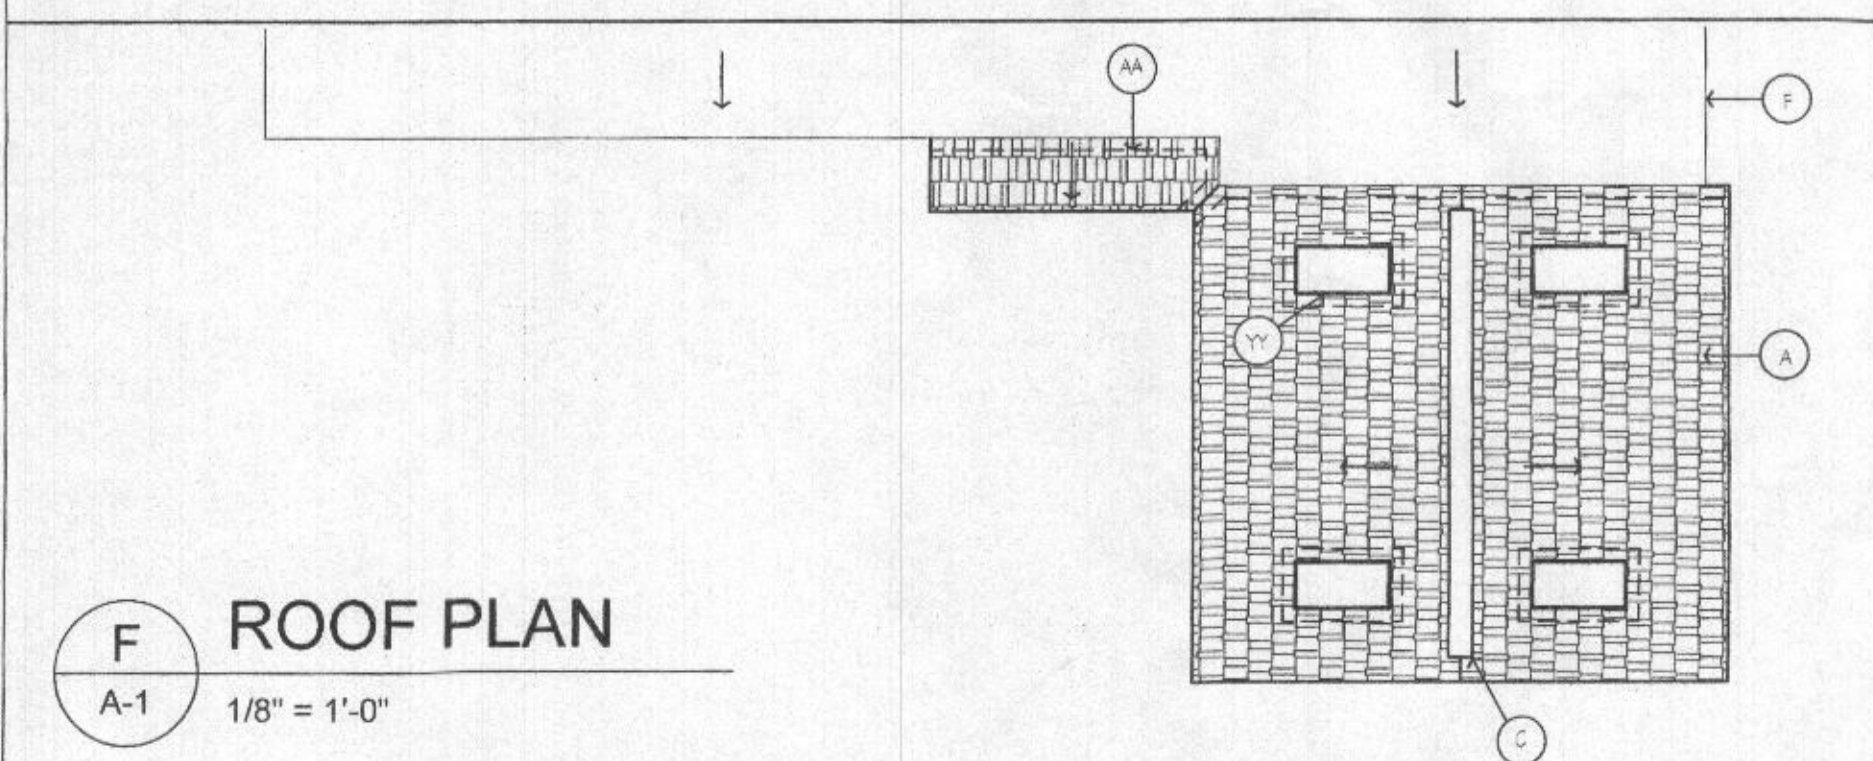 AA
F
YY
A
F
ROOF PLAN
A-1
1/8" = 1'-0"
C